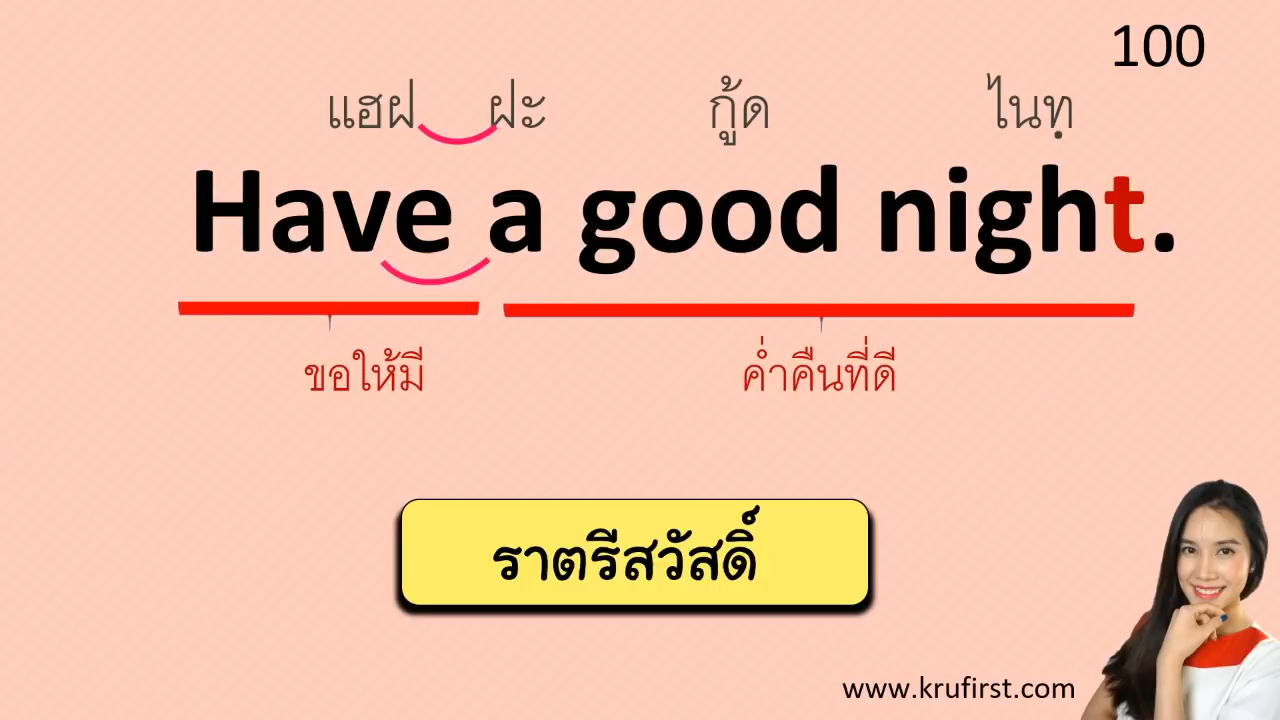 100
แฮฝ ฝะ กู้ด ไนทฺ
Have a good night.
ขอให้มี ค่ำคืนที่ดี
ราตรีสวัสดิ์
www.krufirst.com